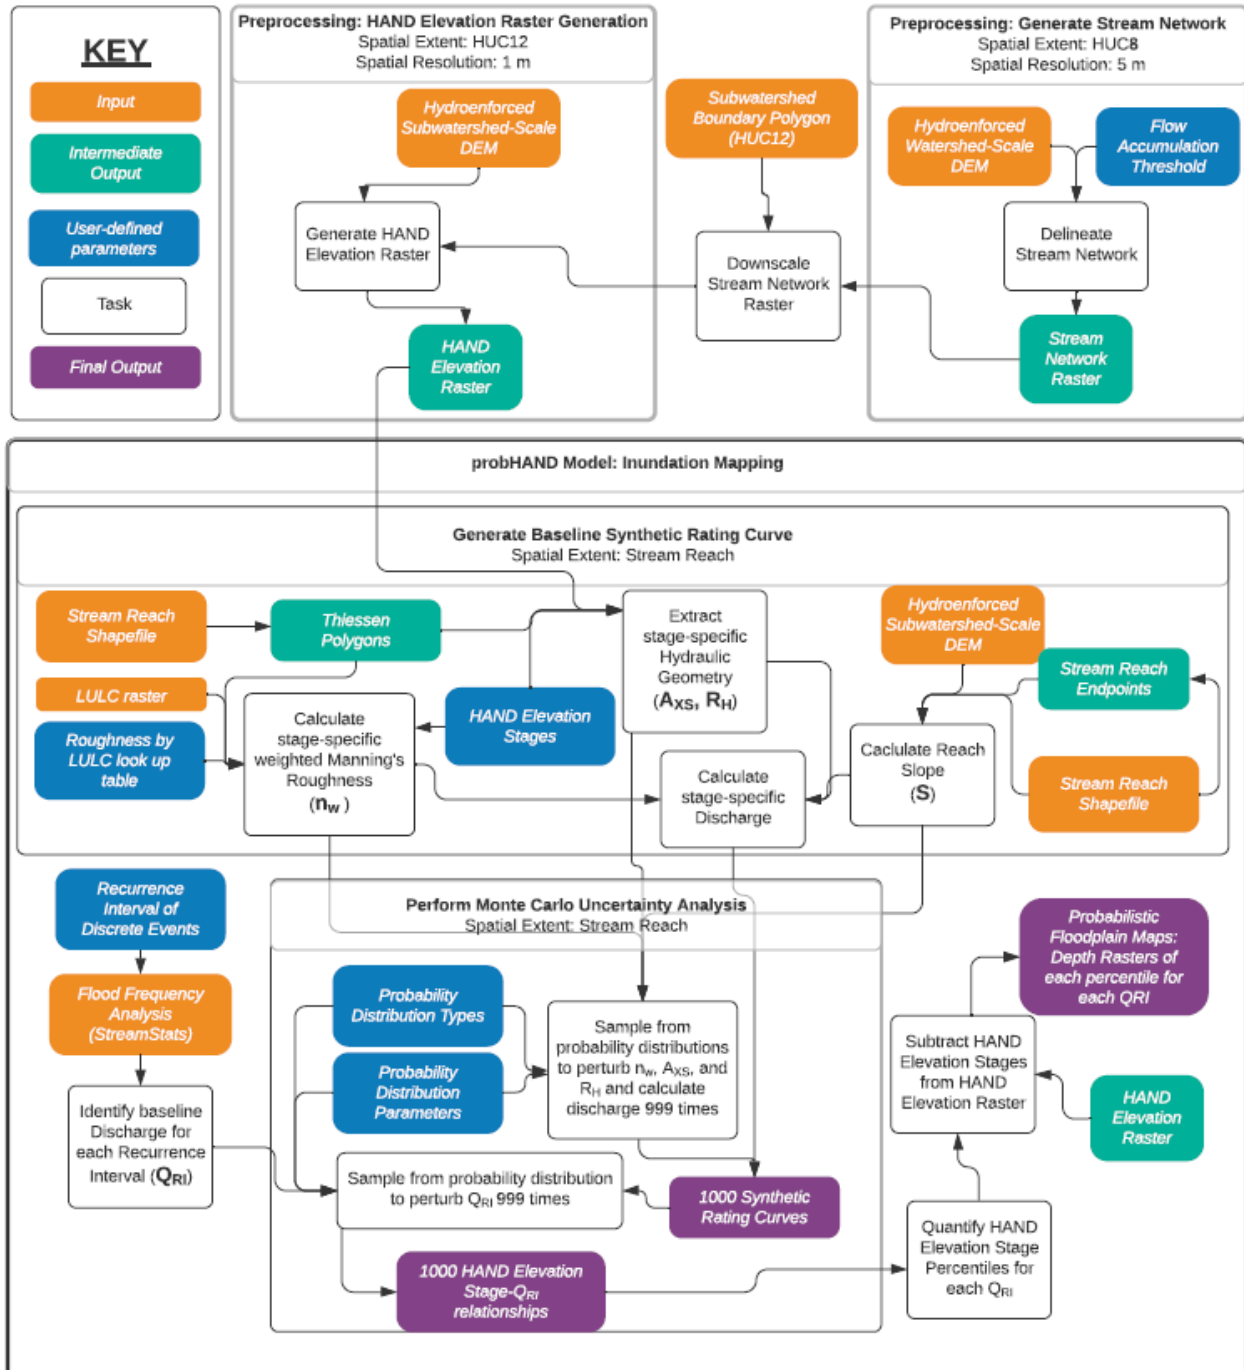 KEY
Input
Intermediate
Output
User-defined
parameters
Task
Final Output
Preprocessing: HAND Elevation Raster Generation
Spatial Extent: HUC12
Spatial Resolution: 1 m
Hydroenforced
Subwatershed-Scale
DEM
Generate HAND
Elevation Raster
HAND
Elevation
Raster
Subwatershed
Boundary Polygon
(HUC12)
Downscale
Stream Network
Raster
Preprocessing: Generate Stream Network
Spatial Extent: HUC8
Spatial Resolution: 5 m
Hydroenforced
Watershed-Scale
DEM
Flow
Accumulation
Threshold
Delineate
Stream Network
Stream
Network
Raster
probHAND Model: Inundation Mapping
Generate Baseline Synthetic Rating Curve
Spatial Extent: Stream Reach
Stream Reach
Shapefile
Thiessen
Polygons
LULC raster
Roughness by
LULC look up
table
Calculate
stage-specific
weighted Manning's
Roughness
(nw )
HAND Elevation
Stages
Extract
stage-specific
Hydraulic
Geometry
(AXS, RH)
Calculate
stage-specific
Discharge
Hydroenforced
Subwatershed-Scale
DEM
Stream Reach
Endpoints
Caclulate Reach
Slope
(S)
Stream Reach
Shapefile
Recurrence
Interval of
Discrete Events
Flood Frequency
Analysis
(StreamStats)
Identify baseline
Discharge for
each Recurrence
Interval (QRI)
Perform Monte Carlo Uncertainty Analysis
Spatial Extent: Stream Reach
Probability
Distribution Types
Probability
Distribution
Parameters
Sample from
probability distributions
to perturb nw, AXS, and
RH and calculate
discharge 999 times
Sample from probability distribution
to perturb QRI 999 times
1000 Synthetic
Rating Curves
1000 HAND Elevation
Stage-QRI
relationships
Probabilistic
Floodplain Maps:
Depth Rasters of
each percentile for
each QRI
Subtract HAND
Elevation Stages
from HAND
Elevation Raster
HAND
Elevation
Raster
Quantify HAND
Elevation Stage
Percentiles for
each QRI